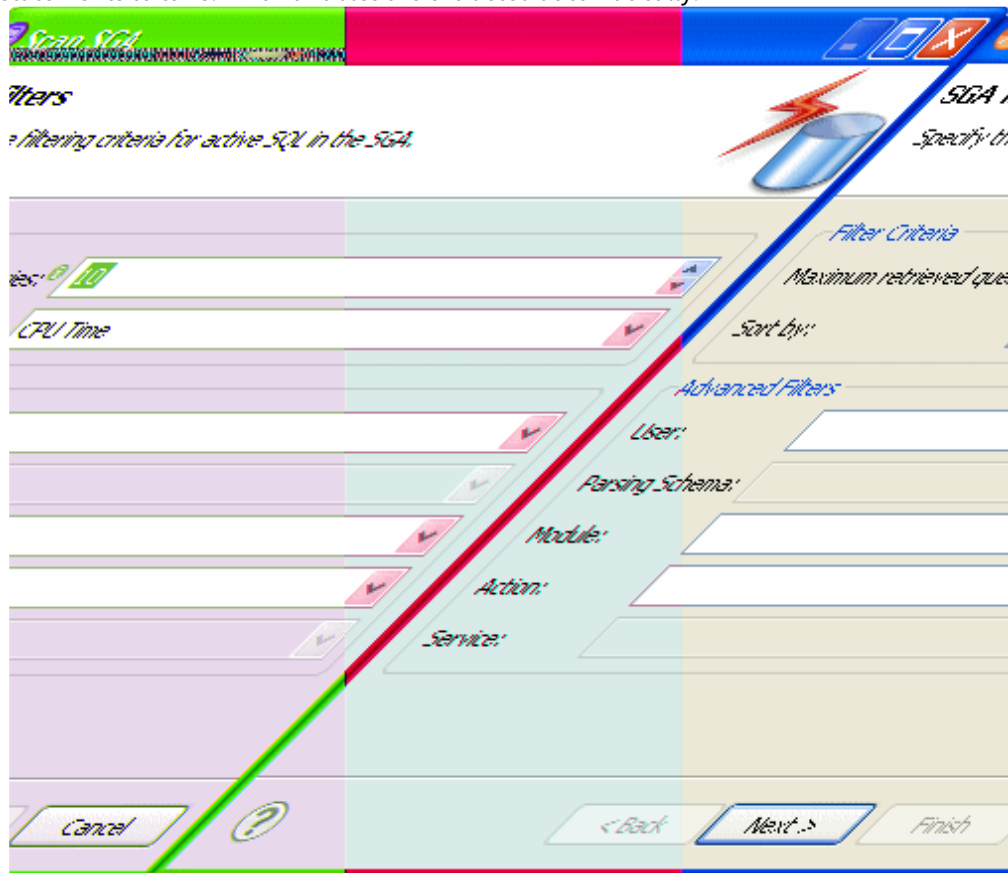 Scan SGA
ilters
SGA
e filtering criteria for active SQL in the SGA.
Specify th
Filter Criteria
ies: 10
Maximum retrieved que
CPU Time
Sort by:
Advanced Filters
User:
Parsing Schema:
Module:
Action:
Service:
Cancel
?
< Back
Next >
Finish